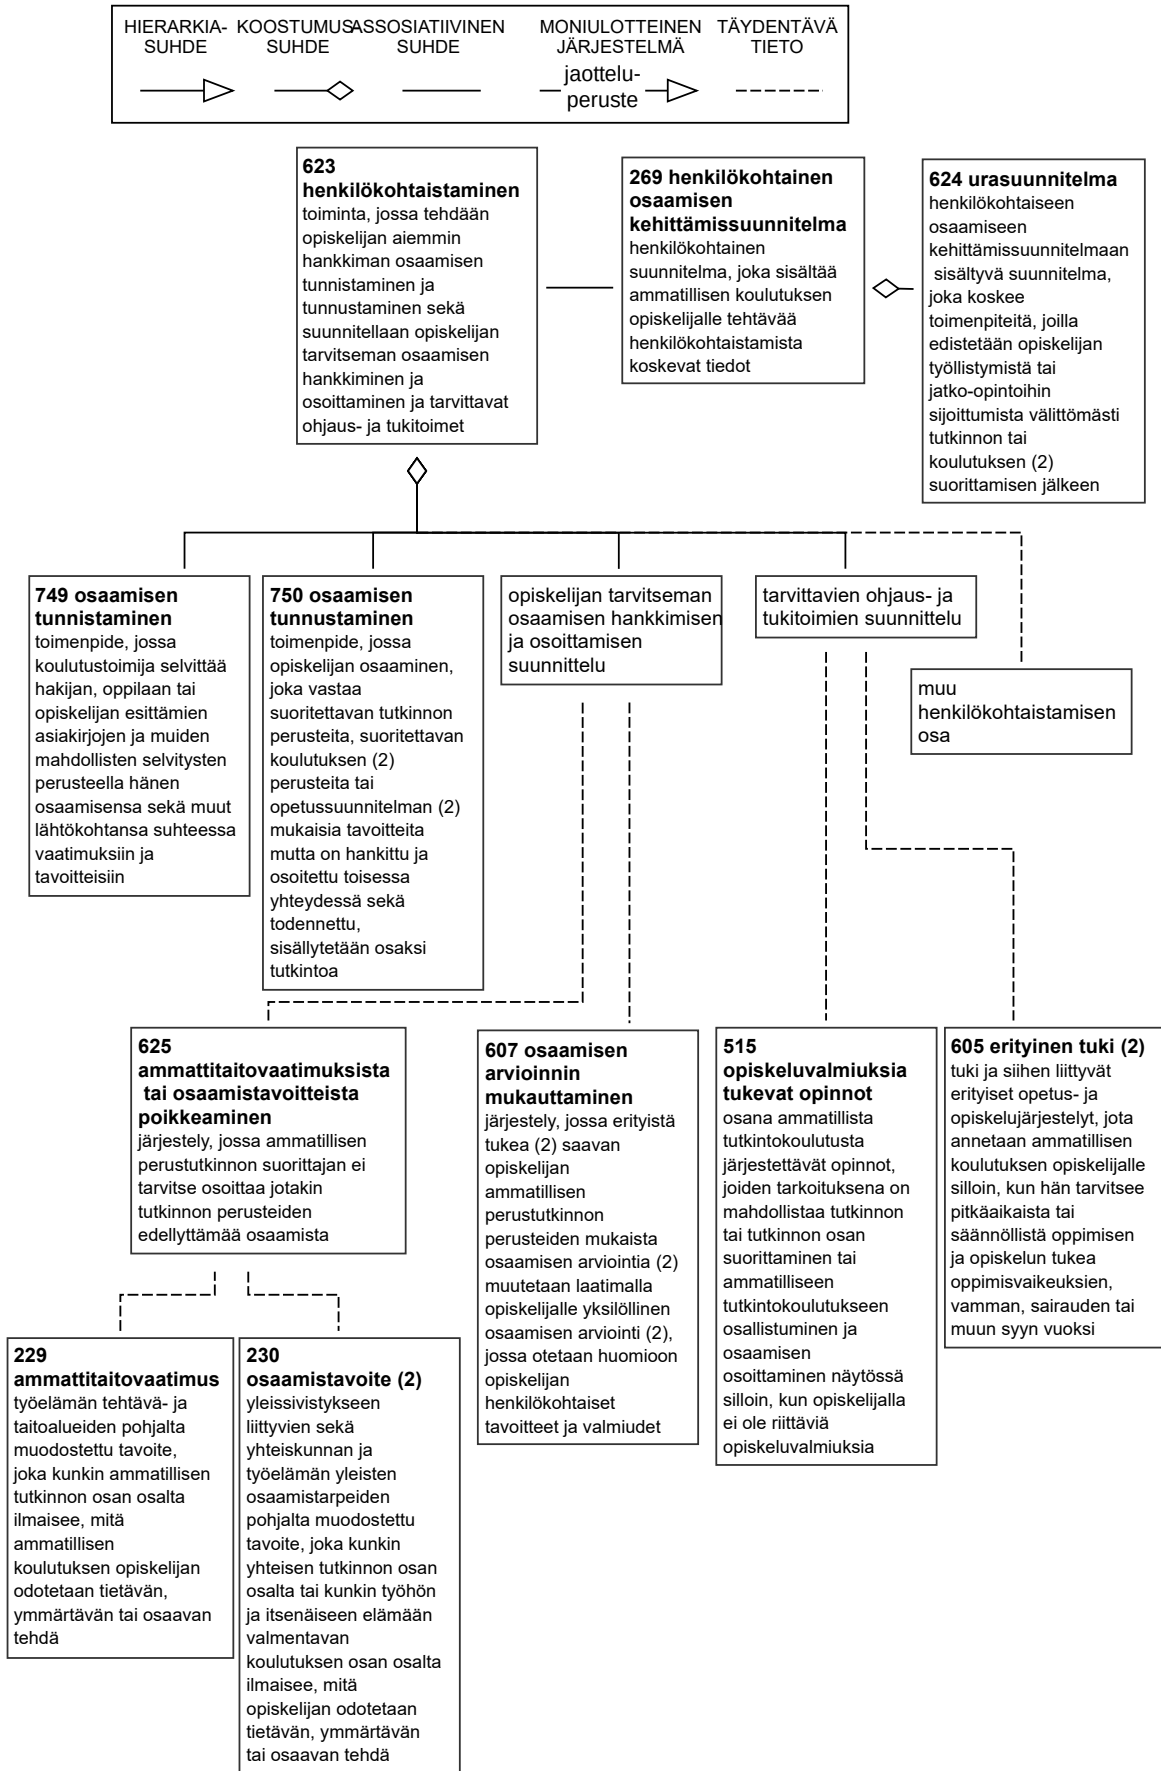 HIERARKIA-
SUHDE
KOOSTUMUS-
SUHDE
ASSOSIATIIVINEN
SUHDE
MONIULOTTEINEN
JÄRJESTELMÄ
TÄYDENTÄVÄ
TIETO
jaottelu-
peruste
623
henkilökohtaistaminen
toiminta, jossa tehdään
opiskelijan aiemmin
hankkiman osaamisen
tunnistaminen ja
tunnustaminen sekä
suunnitellaan opiskelijan
tarvitseman osaamisen
hankkiminen ja
osoittaminen ja tarvittavat
ohjaus- ja tukitoimet
269 henkilökohtainen
osaamisen
kehittämissuunnitelma
henkilökohtainen
suunnitelma, joka sisältää
ammatillisen koulutuksen
opiskelijalle tehtävää
henkilökohtaistamista
koskevat tiedot
624 urasuunnitelma
henkilökohtaiseen
osaamiseen
kehittämissuunnitelmaan
sisältyvä suunnitelma,
joka koskee
toimenpiteitä, joilla
edistetään opiskelijan
työllistymistä tai
jatko-opintoihin
sijoittumista välittömästi
tutkinnon tai
koulutuksen (2)
suorittamisen jälkeen
749 osaamisen
tunnistaminen
toimenpide, jossa
koulutustoimija selvittää
hakijan, oppilaan tai
opiskelijan esittämien
asiakirjojen ja muiden
mahdollisten selvitysten
perusteella hänen
osaamisensa sekä muut
lähtökohtansa suhteessa
vaatimuksiin ja
tavoitteisiin
750 osaamisen
tunnustaminen
toimenpide, jossa
opiskelijan osaaminen,
joka vastaa
suoritettavan tutkinnon
perusteita, suoritettavan
koulutuksen (2)
perusteita tai
opetussuunnitelman (2)
mukaisia tavoitteita
mutta on hankittu ja
osoitettu toisessa
yhteydessä sekä
todennettu,
sisällytetään osaksi
tutkintoa
opiskelijan tarvitseman
osaamisen hankkimisen
ja osoittamisen
suunnittelu
tarvittavien ohjaus- ja
tukitoimien suunnittelu
muu
henkilökohtaistamisen
osa
625
ammattitaitovaatimuksista
tai osaamistavoitteista
poikkeaminen
järjestely, jossa ammatillisen
perustutkinnon suorittajan ei
tarvitse osoittaa jotakin
tutkinnon perusteiden
edellyttämää osaamista
607 osaamisen
arvioinnin
mukauttaminen
järjestely, jossa erityistä
tukea (2) saavan
opiskelijan
ammatillisen
perustutkinnon
perusteiden mukaista
osaamisen arviointia (2)
muutetaan laatimalla
opiskelijalle yksilöllinen
osaamisen arviointi (2),
jossa otetaan huomioon
opiskelijan
henkilökohtaiset
tavoitteet ja valmiudet
515
opiskeluvalmiuksia
tukevat opinnot
osana ammatillista
tutkintokoulutusta
järjestettävät opinnot,
joiden tarkoituksena on
mahdollistaa tutkinnon
tai tutkinnon osan
suorittaminen tai
ammatilliseen
tutkintokoulutukseen
osallistuminen ja
osaamisen
osoittaminen näytössä
silloin, kun opiskelijalla
ei ole riittäviä
opiskeluvalmiuksia
605 erityinen tuki (2)
tuki ja siihen liittyvät
erityiset opetus- ja
opiskelujärjestelyt, jota
annetaan ammatillisen
koulutuksen opiskelijalle
silloin, kun hän tarvitsee
pitkäaikaista tai
säännöllistä oppimisen
ja opiskelun tukea
oppimisvaikeuksien,
vamman, sairauden tai
muun syyn vuoksi
229
ammattitaitovaatimus
työelämän tehtävä- ja
taitoalueiden pohjalta
muodostettu tavoite,
joka kunkin ammatillisen
tutkinnon osan osalta
ilmaisee, mitä
ammatillisen
koulutuksen opiskelijan
odotetaan tietävän,
ymmärtävän tai osaavan
tehdä
230
osaamistavoite (2)
yleissivistykseen
liittyvien sekä
yhteiskunnan ja
työelämän yleisten
osaamistarpeiden
pohjalta muodostettu
tavoite, joka kunkin
yhteisen tutkinnon osan
osalta tai kunkin työhön
ja itsenäiseen elämään
valmentavan
koulutuksen osan osalta
ilmaisee, mitä
opiskelijan odotetaan
tietävän, ymmärtävän
tai osaavan tehdä